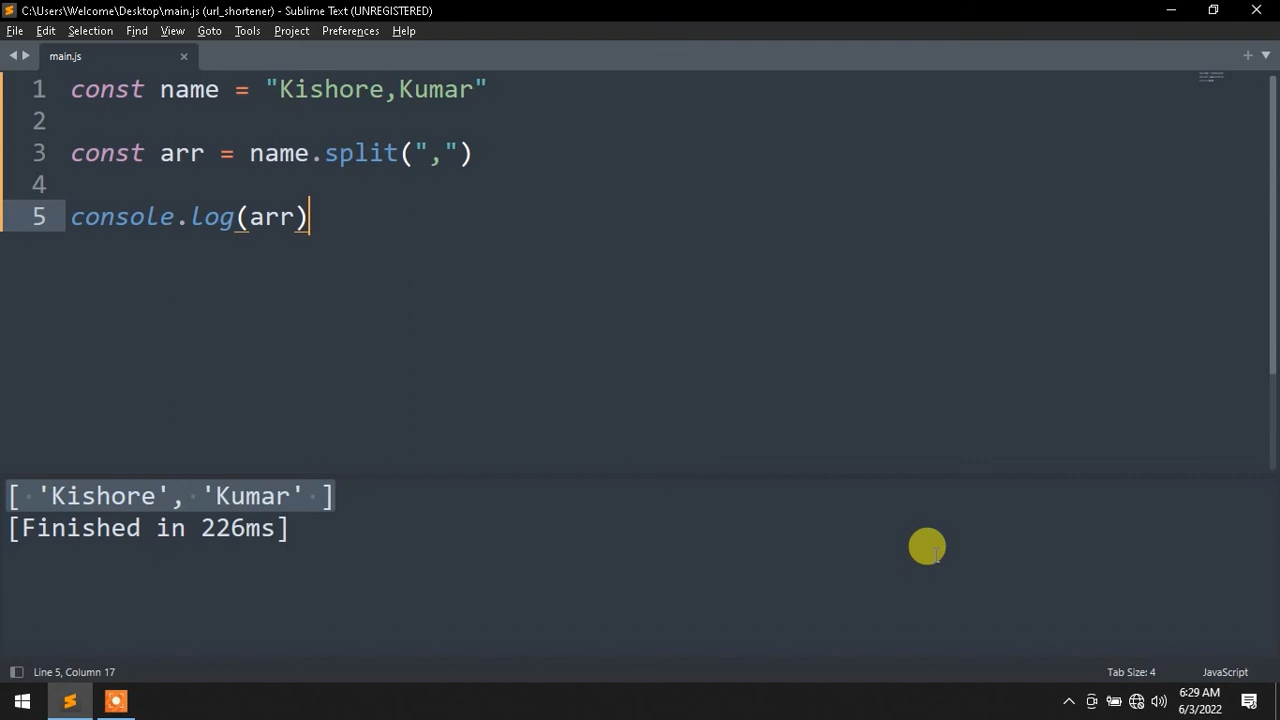 C:\Users\Welcome\Desktop\main.js (url_shortener) - Sublime Text (UNREGISTERED)
File Edit Selection Find View Goto Tools Project Preferences Help
main.js
1 const name = "Kishore,Kumar"
2
3 const arr = name.split(",")
4
5 console.log(arr)
[ 'Kishore', 'Kumar' ]
[Finished in 226ms]
Line 5, Column 17 Tab Size: 4 JavaScript
6:29 AM
6/3/2022